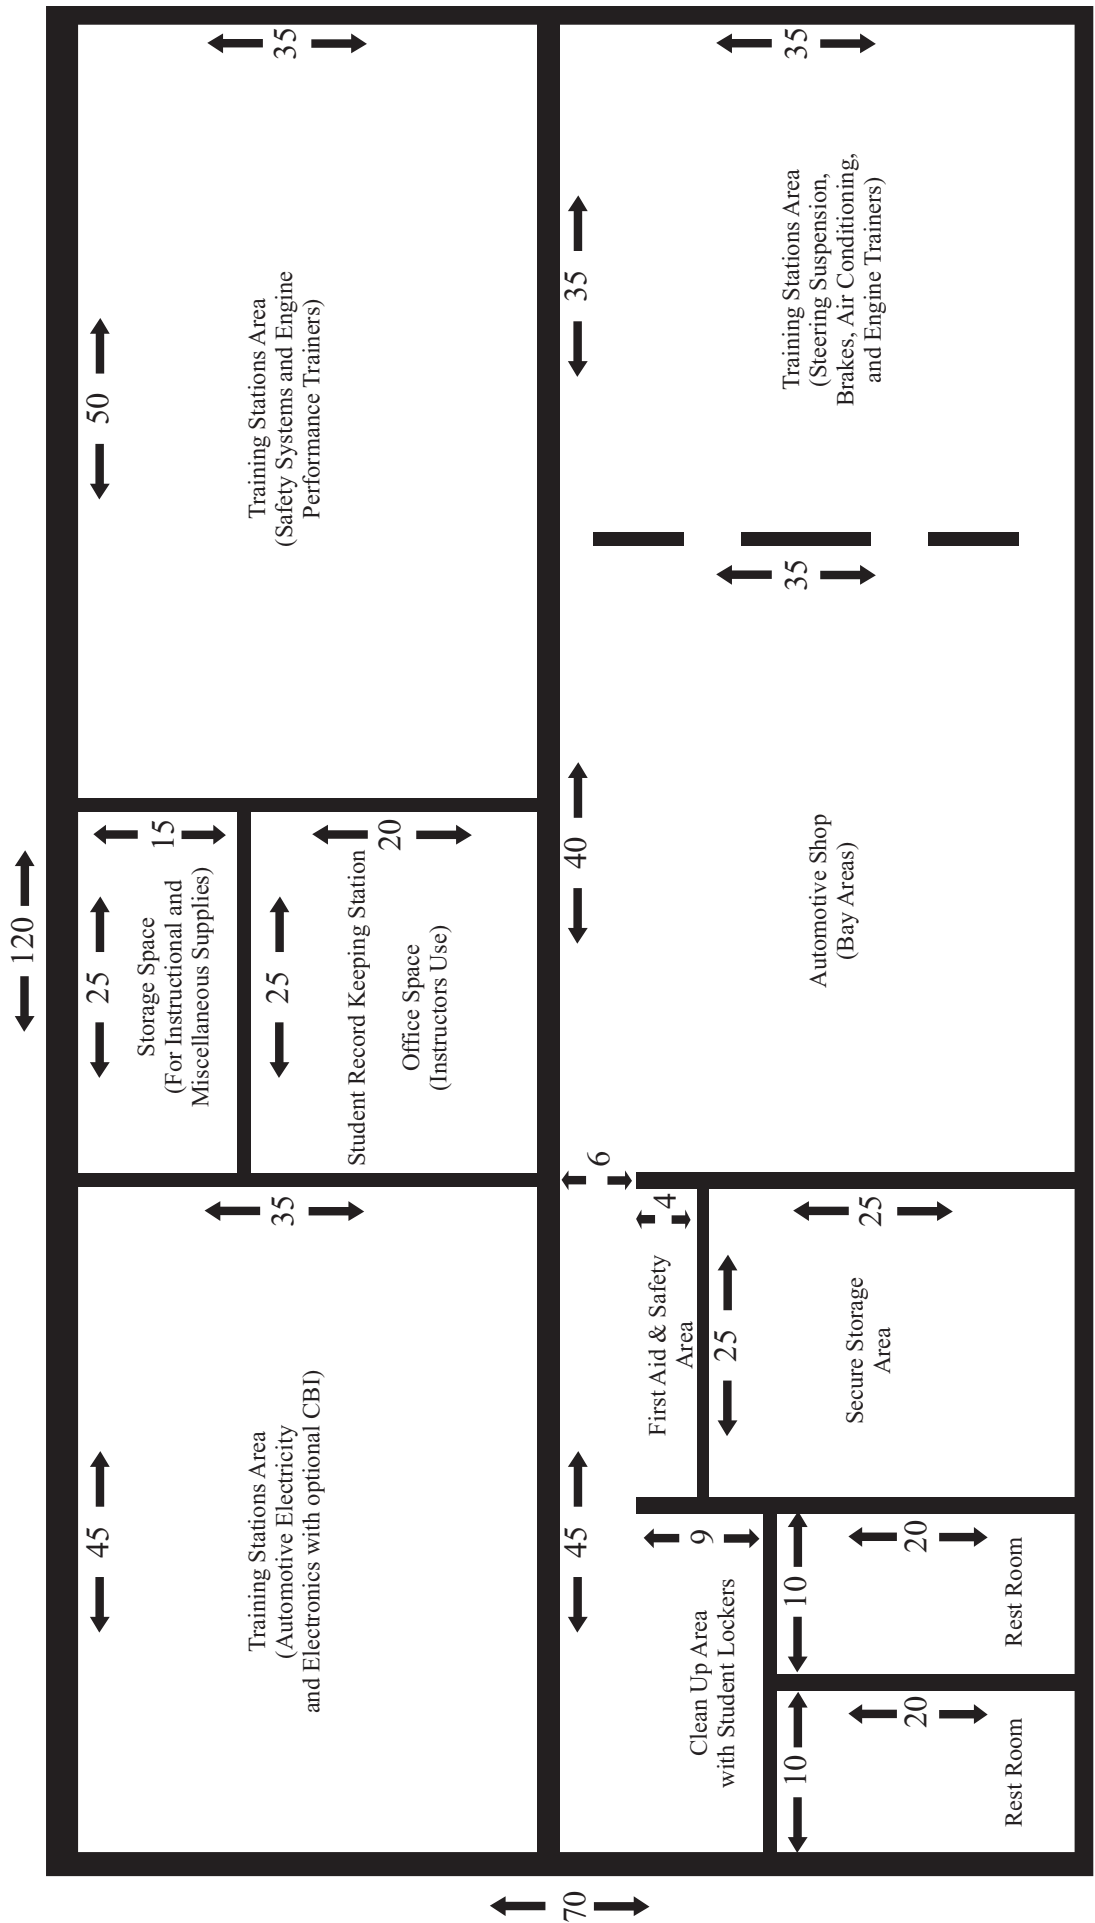 120
70
45
Training Stations Area
(Automotive Electricity
and Electronics with optional CBI)
35
25
Storage Space
(For Instructional and
Miscellaneous Supplies)
15
25
Student Record Keeping Station
Office Space
(Instructors Use)
20
50
Training Stations Area
(Safety Systems and Engine
Performance Trainers)
35
45
Clean Up Area
with Student Lockers
9
10
20
Rest Room
10
20
Rest Room
6
First Aid & Safety
Area
4
25
Secure Storage
Area
25
40
Automotive Shop
(Bay Areas)
35
35
Training Stations Area
(Steering Suspension,
Brakes, Air Conditioning,
and Engine Trainers)
35